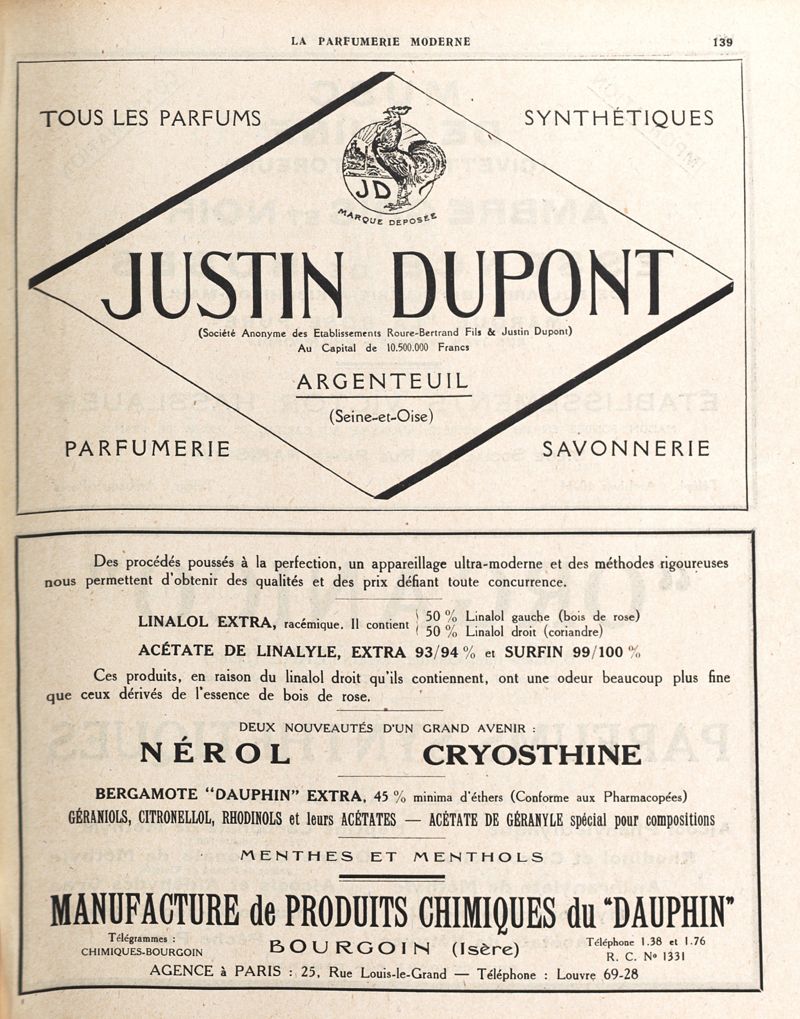 LA PARFUMERIE MODERNE 139
TOUS LES PARFUMS SYNTHÉTIQUES
JD
MARQUE DEPOSÉE
JUSTIN DUPONT
(Société Anonyme des Etablissements Roure-Bertrand Fils & Justin Dupont)
Au Capital de 10.500.000 Francs
ARGENTEUIL
(Seine-et-Oise)
PARFUMERIE SAVONNERIE
Des procédés poussés à la perfection, un appareillage ultra-moderne et des méthodes rigoureuses
nous permettent d'obtenir des qualités et des prix défiant toute concurrence.
LINALOL EXTRA, racémique. Il contient { 50 % Linalol gauche (bois de rose)
50 % Linalol droit (coriandre)
ACÉTATE DE LINALYLE, EXTRA 93/94 % et SURFIN 99/100 %
Ces produits, en raison du linalol droit qu'ils contiennent, ont une odeur beaucoup plus fine
que ceux dérivés de l'essence de bois de rose.
DEUX NOUVEAUTÉS D'UN GRAND AVENIR :
NÉROL CRYOSTHINE
BERGAMOTE "DAUPHIN" EXTRA, 45 % minima d'éthers (Conforme aux Pharmacopées)
GÉRANIOLS, CITRONELLOL, RHODINOLS et leurs ACÉTATES — ACÉTATE DE GÉRANYLE spécial pour compositions
MENTHES ET MENTHOLS
MANUFACTURE de PRODUITS CHIMIQUES du "DAUPHIN"
Télégrammes :
CHIMIQUES-BOURGOIN
BOURGOIN (Isère)
Téléphone 1.38 et 1.76
R. C. Nº 1331
AGENCE à PARIS : 25, Rue Louis-le-Grand — Téléphone : Louvre 69-28